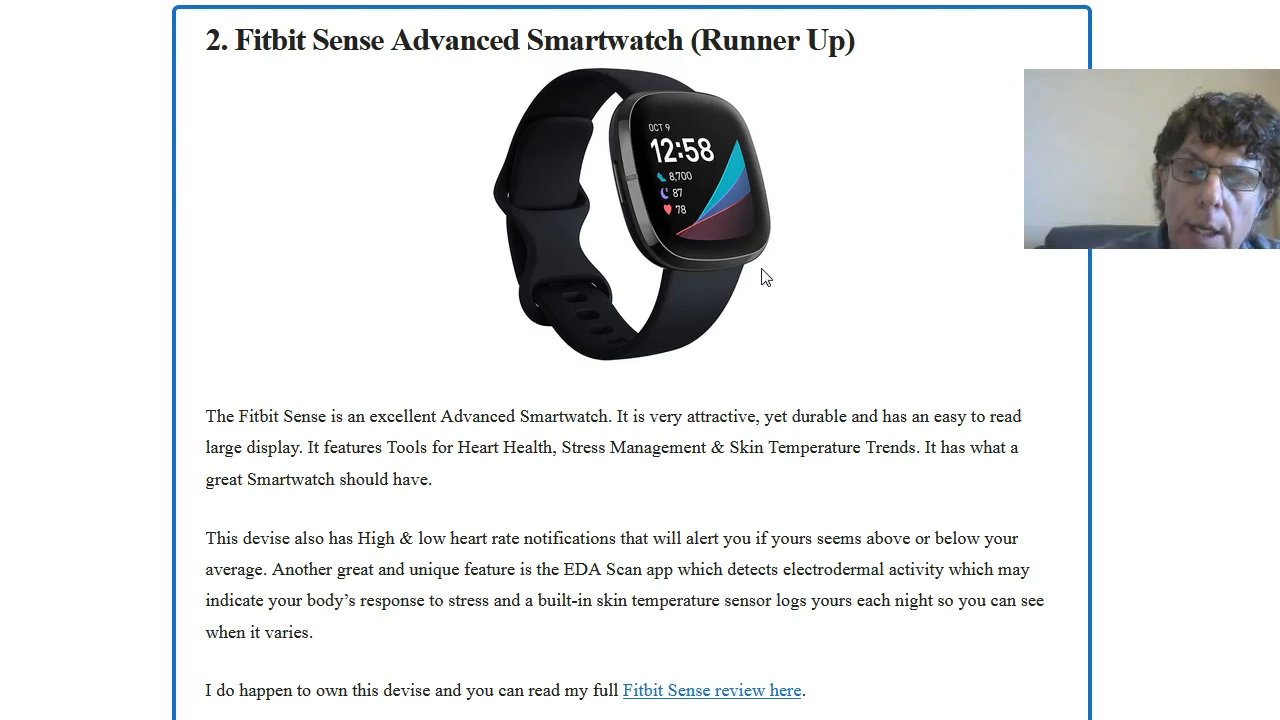 2. Fitbit Sense Advanced Smartwatch (Runner Up)
OCT 9
12:58
8,700
87
78
The Fitbit Sense is an excellent Advanced Smartwatch. It is very attractive, yet durable and has an easy to read
large display. It features Tools for Heart Health, Stress Management & Skin Temperature Trends. It has what a
great Smartwatch should have.
This devise also has High & low heart rate notifications that will alert you if yours seems above or below your
average. Another great and unique feature is the EDA Scan app which detects electrodermal activity which may
indicate your body's response to stress and a built-in skin temperature sensor logs yours each night so you can see
when it varies.
I do happen to own this devise and you can read my full Fitbit Sense review here.